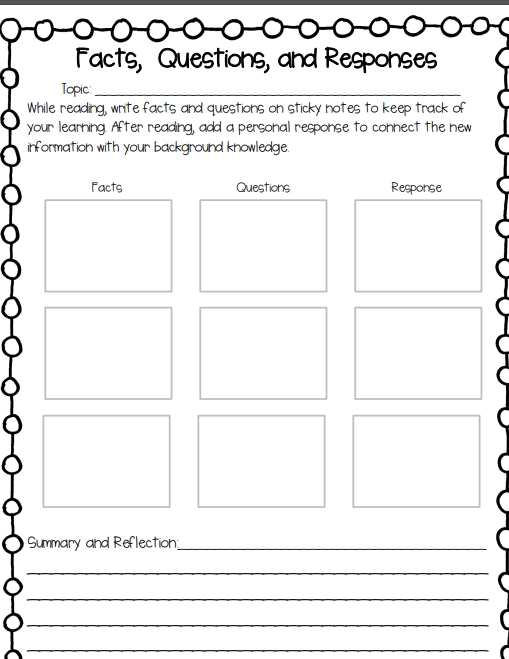 Facts, Questions, and Responses
Topic: ______________________________
While reading, write facts and questions on sticky notes to keep track of
your learning. After reading, add a personal response to connect the new
information with your background knowledge.
Facts Questions Response
Summary and Reflection:______________________________